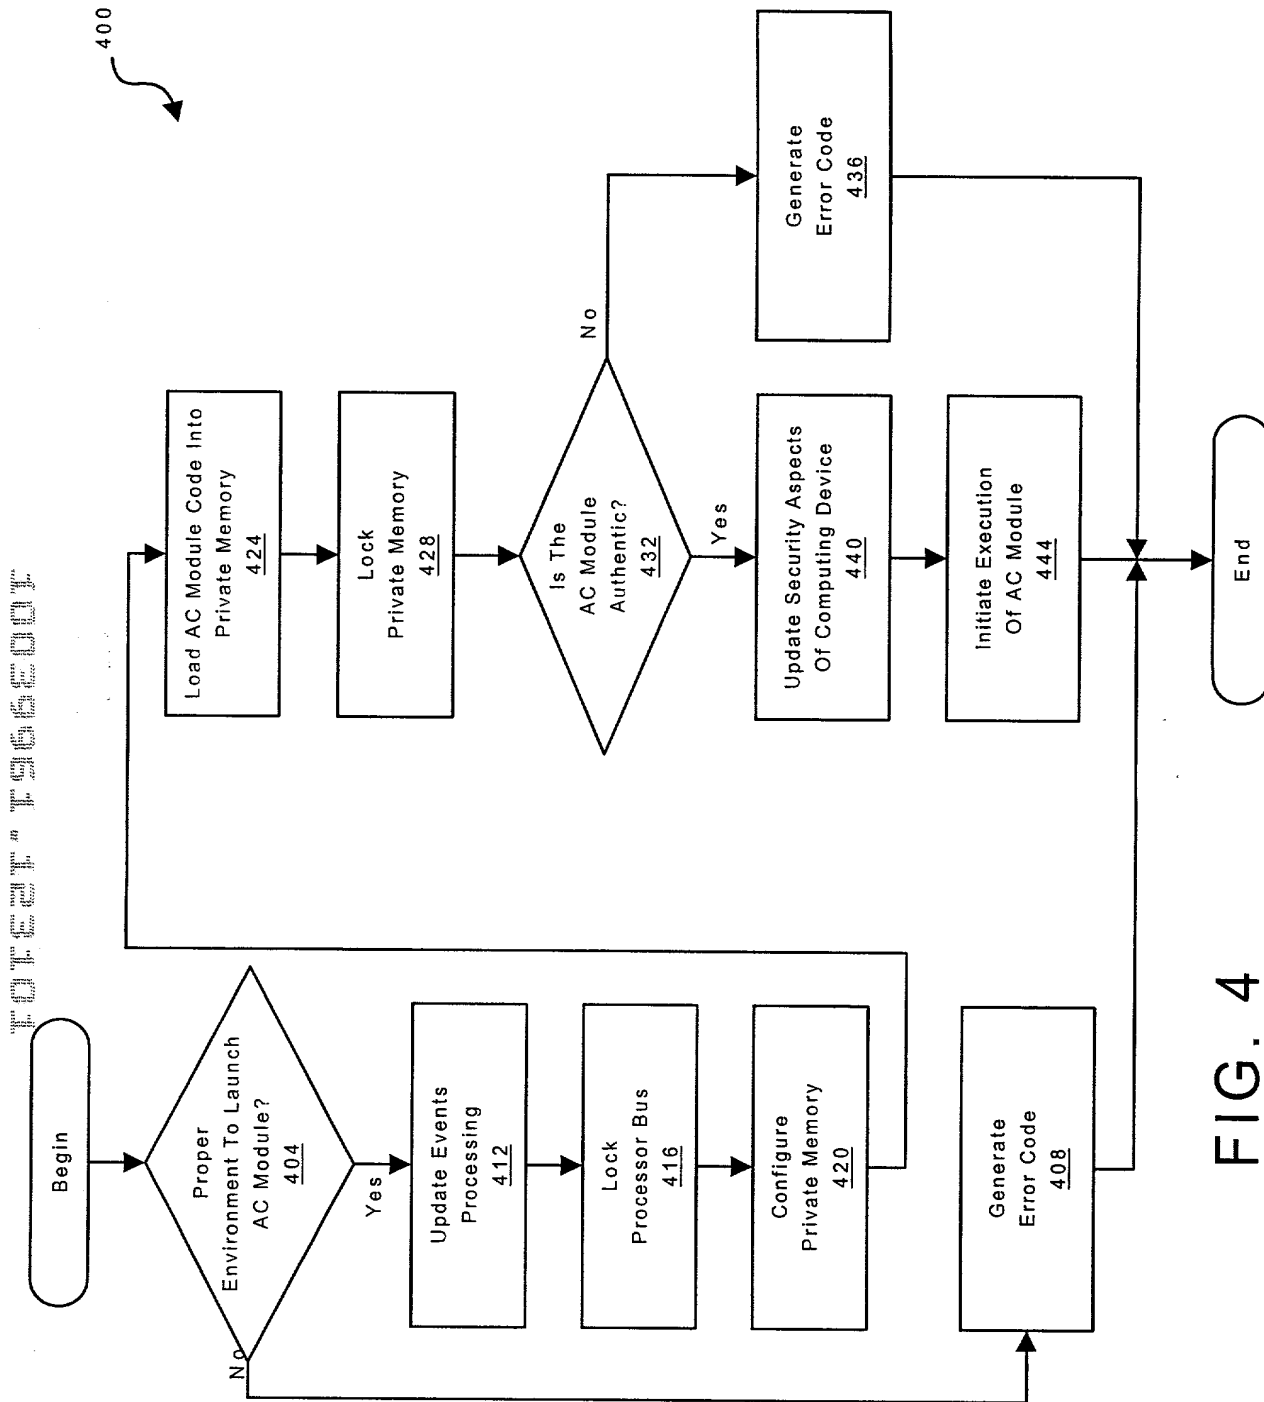 400
Begin
Proper
Environment To Launch
AC Module?
404
No
Yes
Update Events
Processing
412
Lock
Processor Bus
416
Configure
Private Memory
420
Generate
Error Code
408
Load AC Module Code Into
Private Memory
424
Lock
Private Memory
428
Is The
AC Module
Authentic?
432
No
Yes
Generate
Error Code
436
Update Security Aspects
Of Computing Device
440
Initiate Execution
Of AC Module
444
End
FIG. 4